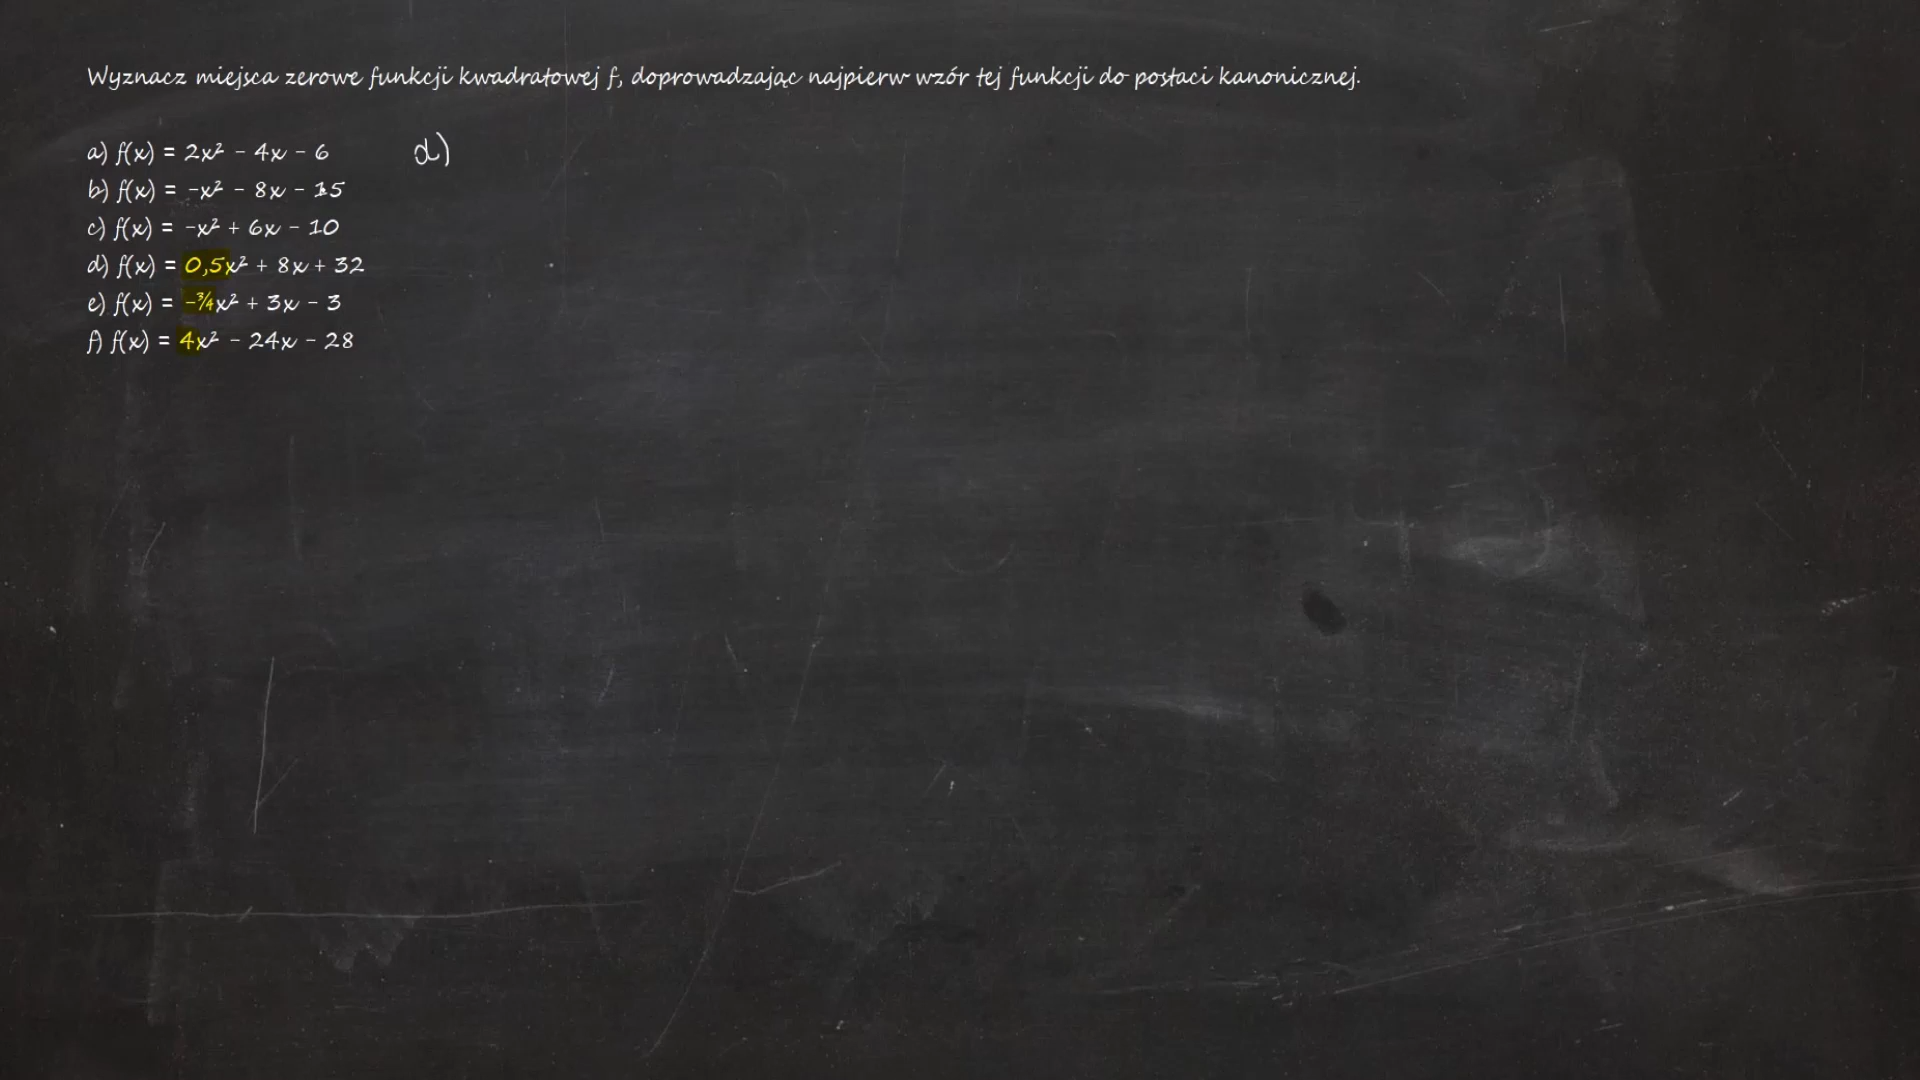 Wyznacz miejsca zerowe funkcji kwadratowej f, doprowadzając najpierw wzór tej funkcji do postaci kanonicznej.
a) f(x) = 2x² - 4x - 6
d)
b) f(x) = -x² - 8x - 15
c) f(x) = -x² + 6x - 10
d) f(x) = 0,5x² + 8x + 32
e) f(x) = -¾x² + 3x - 3
f) f(x) = 4x² - 24x - 28